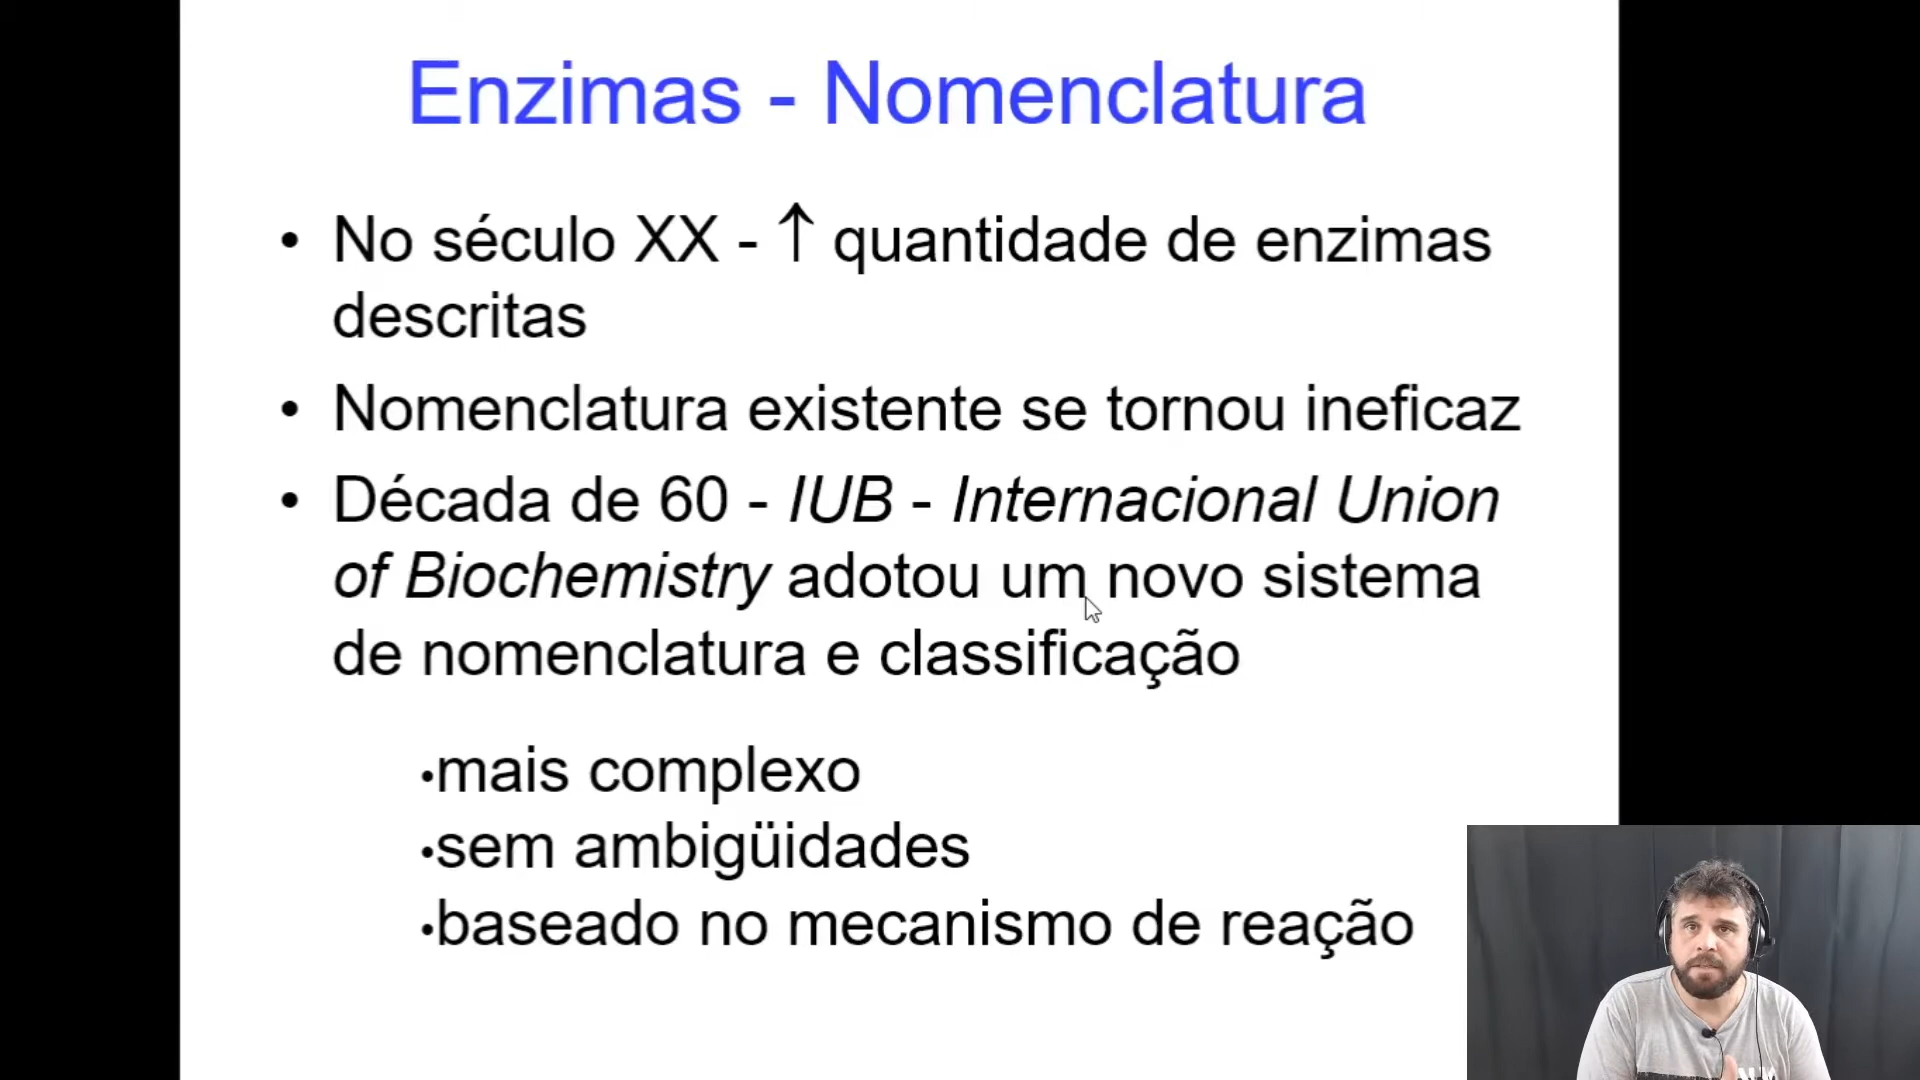 Enzimas - Nomenclatura
• No século XX - ↑ quantidade de enzimas
descritas
• Nomenclatura existente se tornou ineficaz
• Década de 60 - IUB - Internacional Union
of Biochemistry adotou um novo sistema
de nomenclatura e classificação
•mais complexo
•sem ambigüidades
•baseado no mecanismo de reação